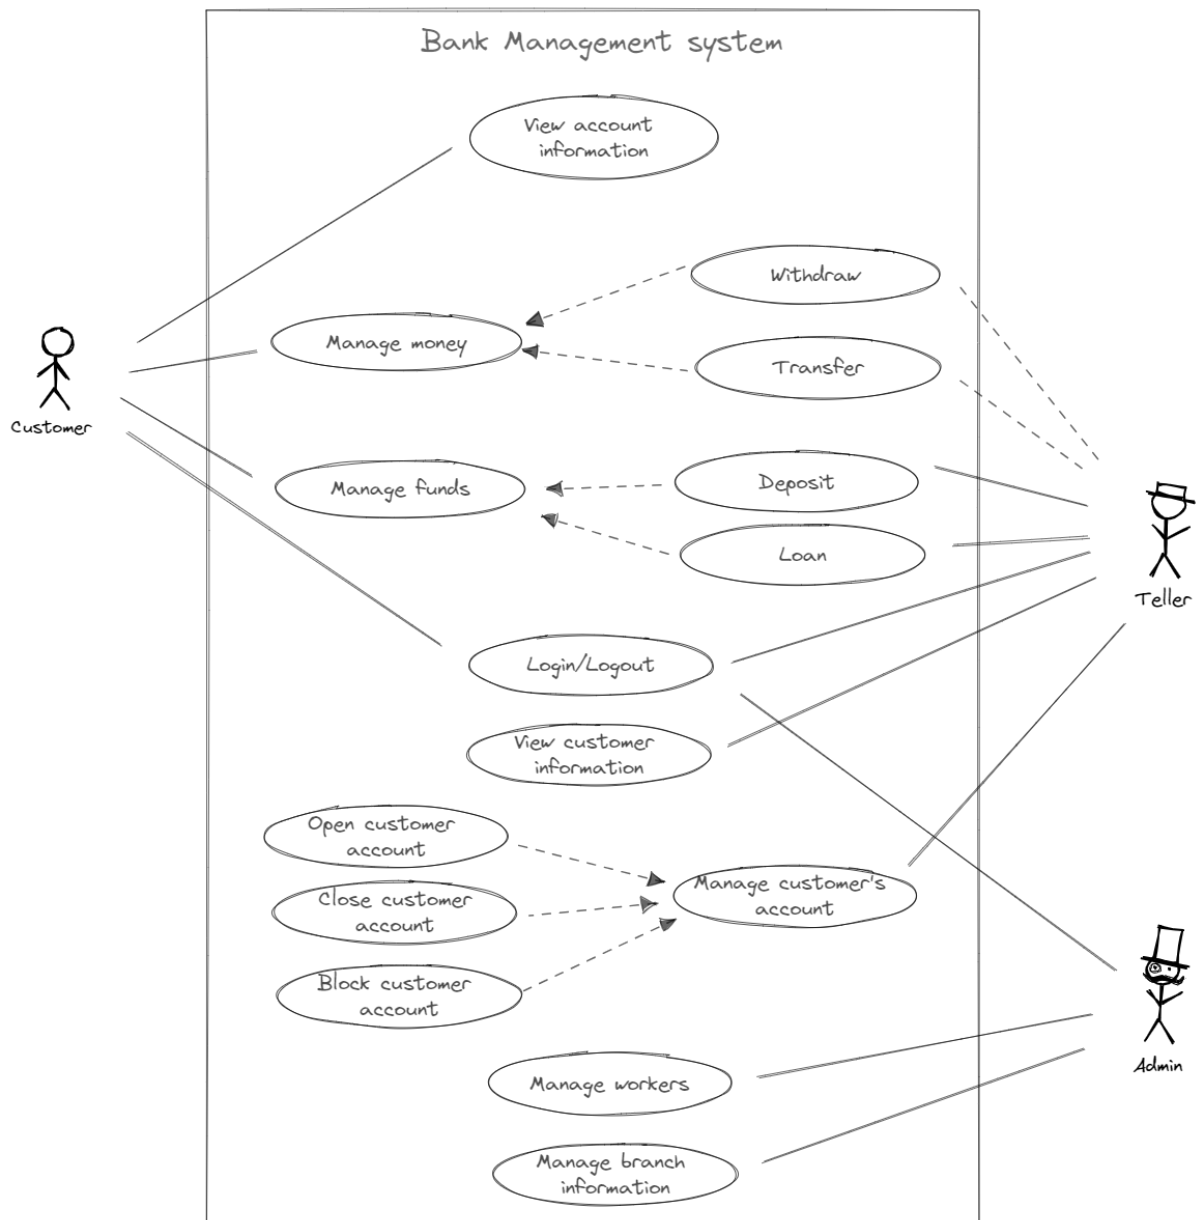 Bank Management system
View account
information
Withdraw
Manage money
Transfer
Customer
Manage funds
Deposit
Loan
Teller
Login/Logout
View customer
information
Open customer
account
Close customer
account
Manage customer's
account
Block customer
account
Admin
Manage workers
Manage branch
information